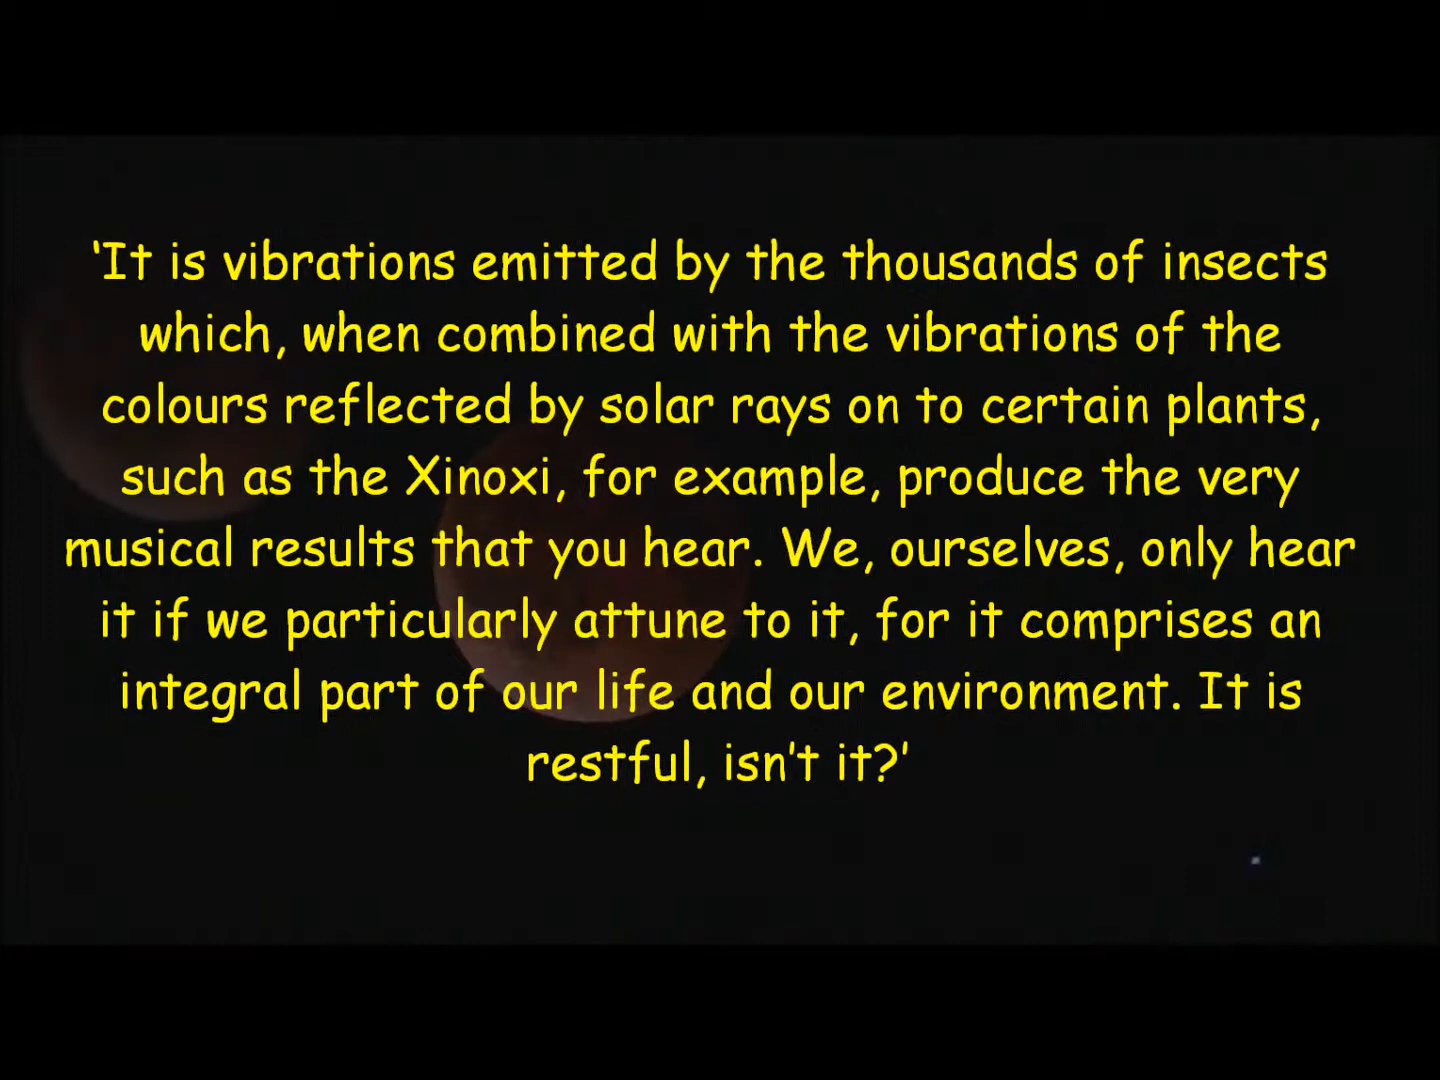 ‘It is vibrations emitted by the thousands of insects
which, when combined with the vibrations of the
colours reflected by solar rays on to certain plants,
such as the Xinoxi, for example, produce the very
musical results that you hear. We, ourselves, only hear
it if we particularly attune to it, for it comprises an
integral part of our life and our environment. It is
restful, isn't it?’